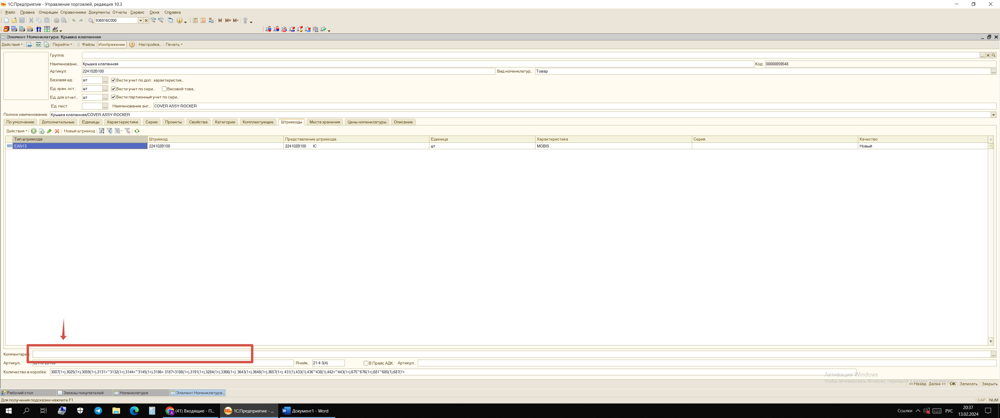 1С:Предприятие - Управление торговлей, редакция 10.3
Файл Правка Операции Справочники Документы Отчеты Сервис Окна Справка
936916C000 M M+ M-
Элемент Номенклатура: Крышка клапанная
Действия Перейти Файлы Изображение Настройка... Печать
Группа:
Наименовани... Крышка клапанная Код: 00000059548
Артикул: 224102B100 Вид номенклатур... Товар
Базовая ед.: шт Вести учет по доп. характеристик...
Ед. хран. ост.: шт Вести учет по сери... Весовой това...
Ед. для отчет... шт Вести партионный учет по сери...
Ед. мест: Наименование анг... COVER ASSY-ROCKER
Полное наименование: Крышка клапанная/COVER ASSY-ROCKER
По умолчанию Дополнительные Единицы Характеристики Серии Проекты Свойства Категории Комплектующие Штрихкоды Места хранения Цены номенклатуры Описание
Действия Новый штрихкод
Тип штрихкода Штрихкод Представление штрихкода Единица Характеристика Серия Качество
EAN13 224102B100 224102B100 IC шт MOBIS Новый
Комментарий:
Артикул... 22410-2B100 Ячейк... 21-4-3(4) В Прайс АДК Артикул...
Количество в коробке: 3007(1+),3025(1+),3059(1+),3131+~3132(1+),3144+~3145(1+),3186+ 3187+3188(1+),3191(1+),3284(1+),3366(1+); 3643(1+),3648(1+),3657(1+); 431(1),433(1),436~438(1),442+~443(1+),675~676(1+),681~685(1),687(1+
Активация Windows
Чтобы активировать Windows, перейдите в раздел "Параметры".
<< Назад Далее >> OK Записать Закрыть
Рабочий стол Заказы покупателей Номенклатура Элемент Номенклатура:...
Для получения подсказки нажмите F1 CAP NUM
(41) Входящие - П... 1С:Предприятие - ... Документ1 - Word Ссылки РУС 20:37
13.02.2024